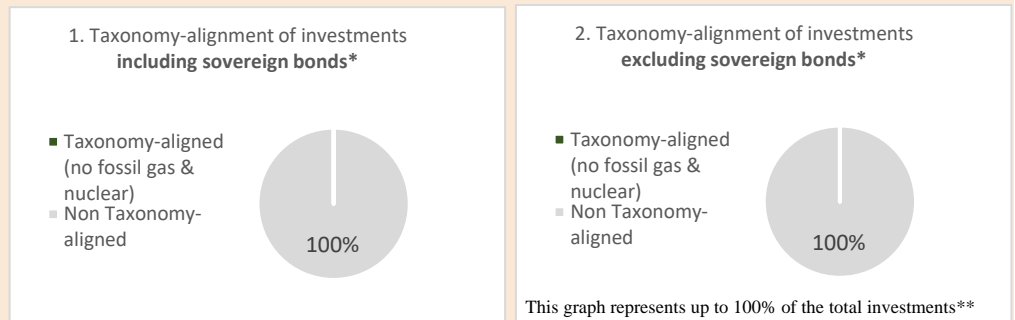 1. Taxonomy-alignment of investments
including sovereign bonds*
Taxonomy-aligned
(no fossil gas &
nuclear)
Non Taxonomy-
aligned
100%
2. Taxonomy-alignment of investments
excluding sovereign bonds*
Taxonomy-aligned
(no fossil gas &
nuclear)
Non Taxonomy-
aligned
100%
This graph represents up to 100% of the total investments**